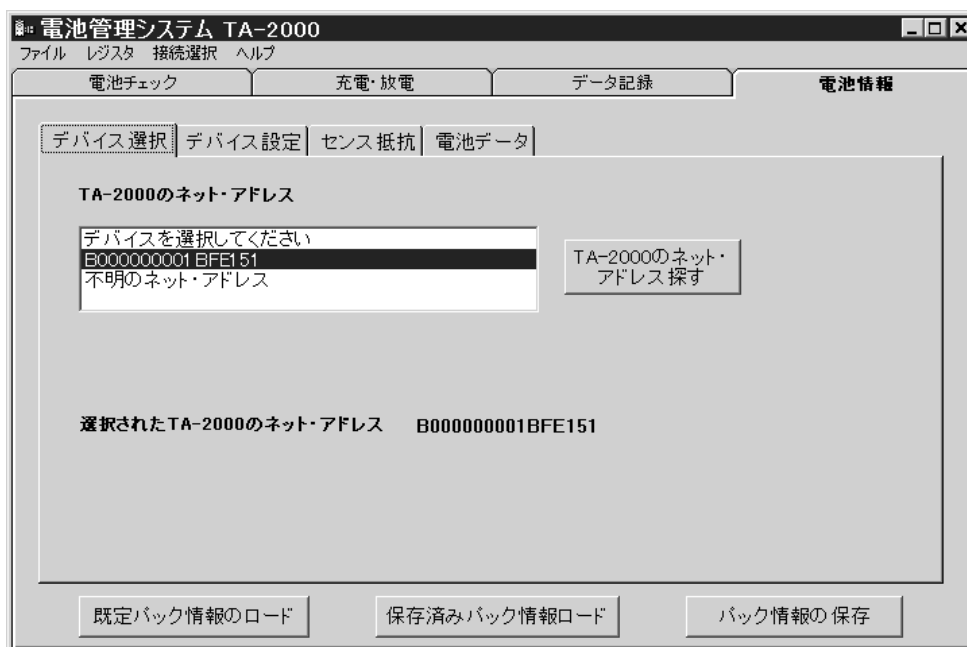 電池管理システム TA-2000
ファイル レジスタ 接続選択 ヘルプ
電池チェック 充電・放電 データ記録 電池情報
デバイス選択 デバイス設定 センス抵抗 電池データ
TA-2000のネット・アドレス
デバイスを選択してください
B000000001BFE151
不明のネット・アドレス
TA-2000のネット・
アドレス探す
選択されたTA-2000のネット・アドレス B000000001BFE151
既定パック情報のロード 保存済みパック情報ロード パック情報の保存